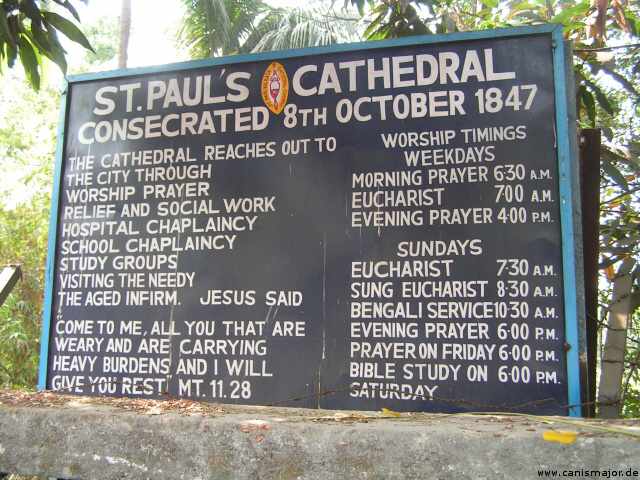 ST. PAUL'S CATHEDRAL
CONSECRATED 8TH OCTOBER 1847
THE CATHEDRAL REACHES OUT TO
THE CITY THROUGH
WORSHIP PRAYER
RELIEF AND SOCIAL WORK
HOSPITAL CHAPLAINCY
SCHOOL CHAPLAINCY
STUDY GROUPS
VISITING THE NEEDY
THE AGED INFIRM. JESUS SAID
COME TO ME, ALL YOU THAT ARE
WEARY AND ARE CARRYING
HEAVY BURDENS AND I WILL
GIVE YOU REST. MT. 11.28
WORSHIP TIMINGS
WEEKDAYS
MORNING PRAYER 6·30 A.M.
EUCHARIST 7·00 A.M.
EVENING PRAYER 4·00 P.M.
SUNDAYS
EUCHARIST 7·30 A.M.
SUNG EUCHARIST 8·30 A.M.
BENGALI SERVICE 10·30 A.M.
EVENING PRAYER 6·00 P.M.
PRAYER ON FRIDAY 6·00 P.M.
BIBLE STUDY ON 6·00 P.M.
SATURDAY
www.canismajor.de